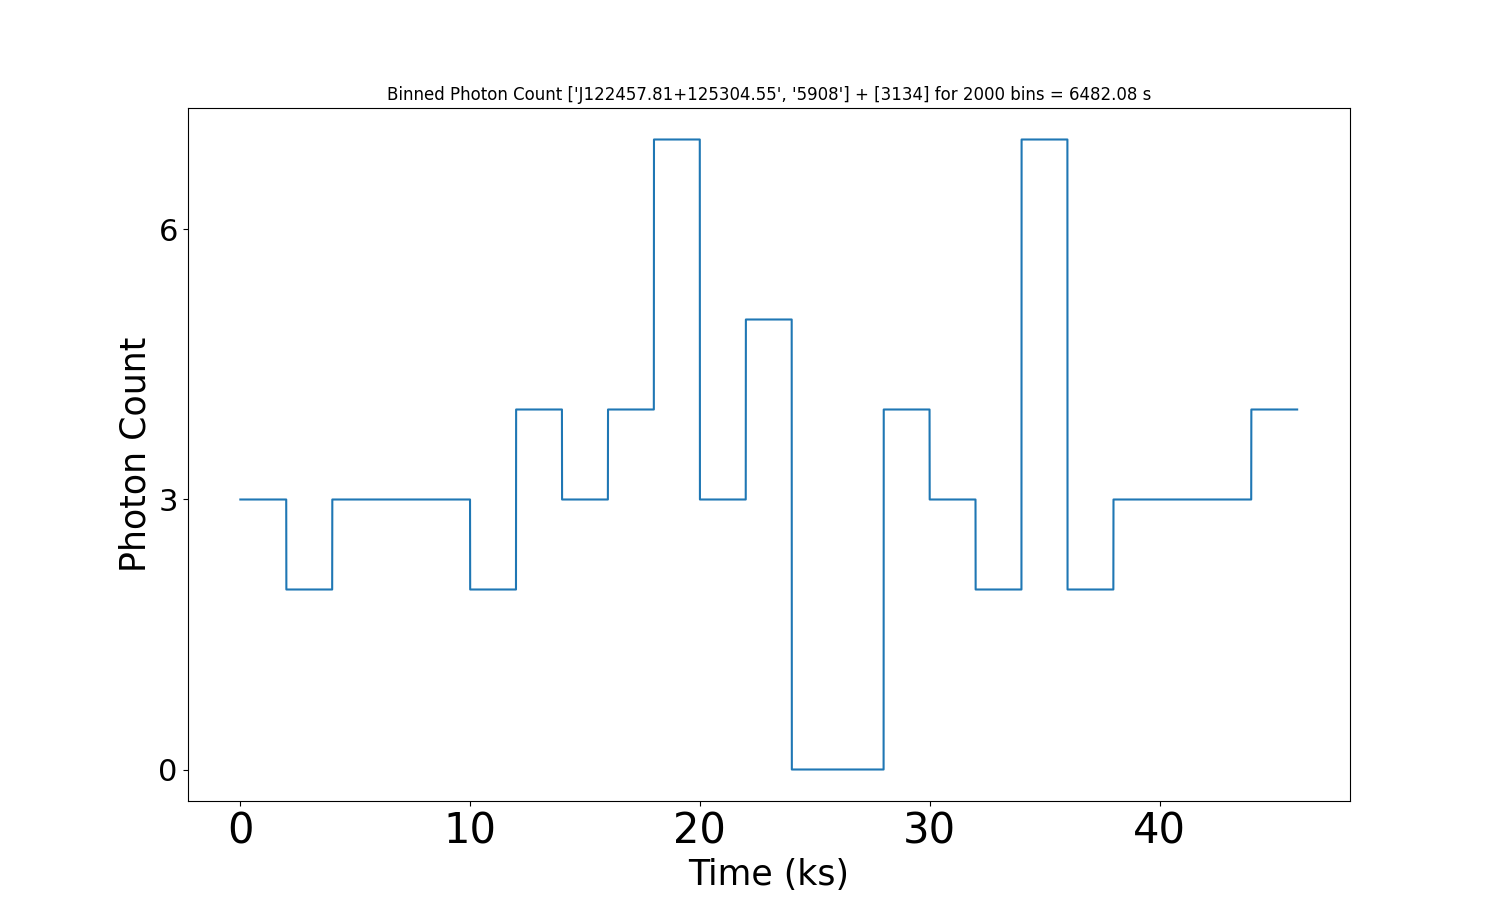 Binned Photon Count ['J122457.81+125304.55', '5908'] + [3134] for 2000 bins = 6482.08 s
6
3
0
Photon Count
0 10 20 30 40
Time (ks)